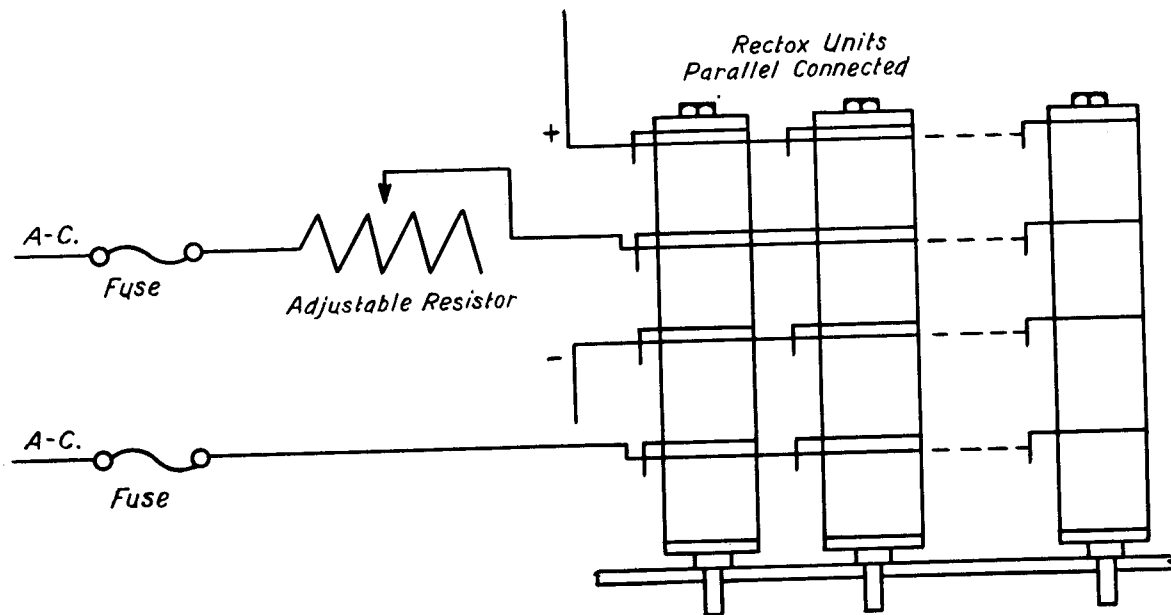 Rectox Units
Parallel Connected
+
A-C.
Fuse
Adjustable Resistor
-
A-C.
Fuse